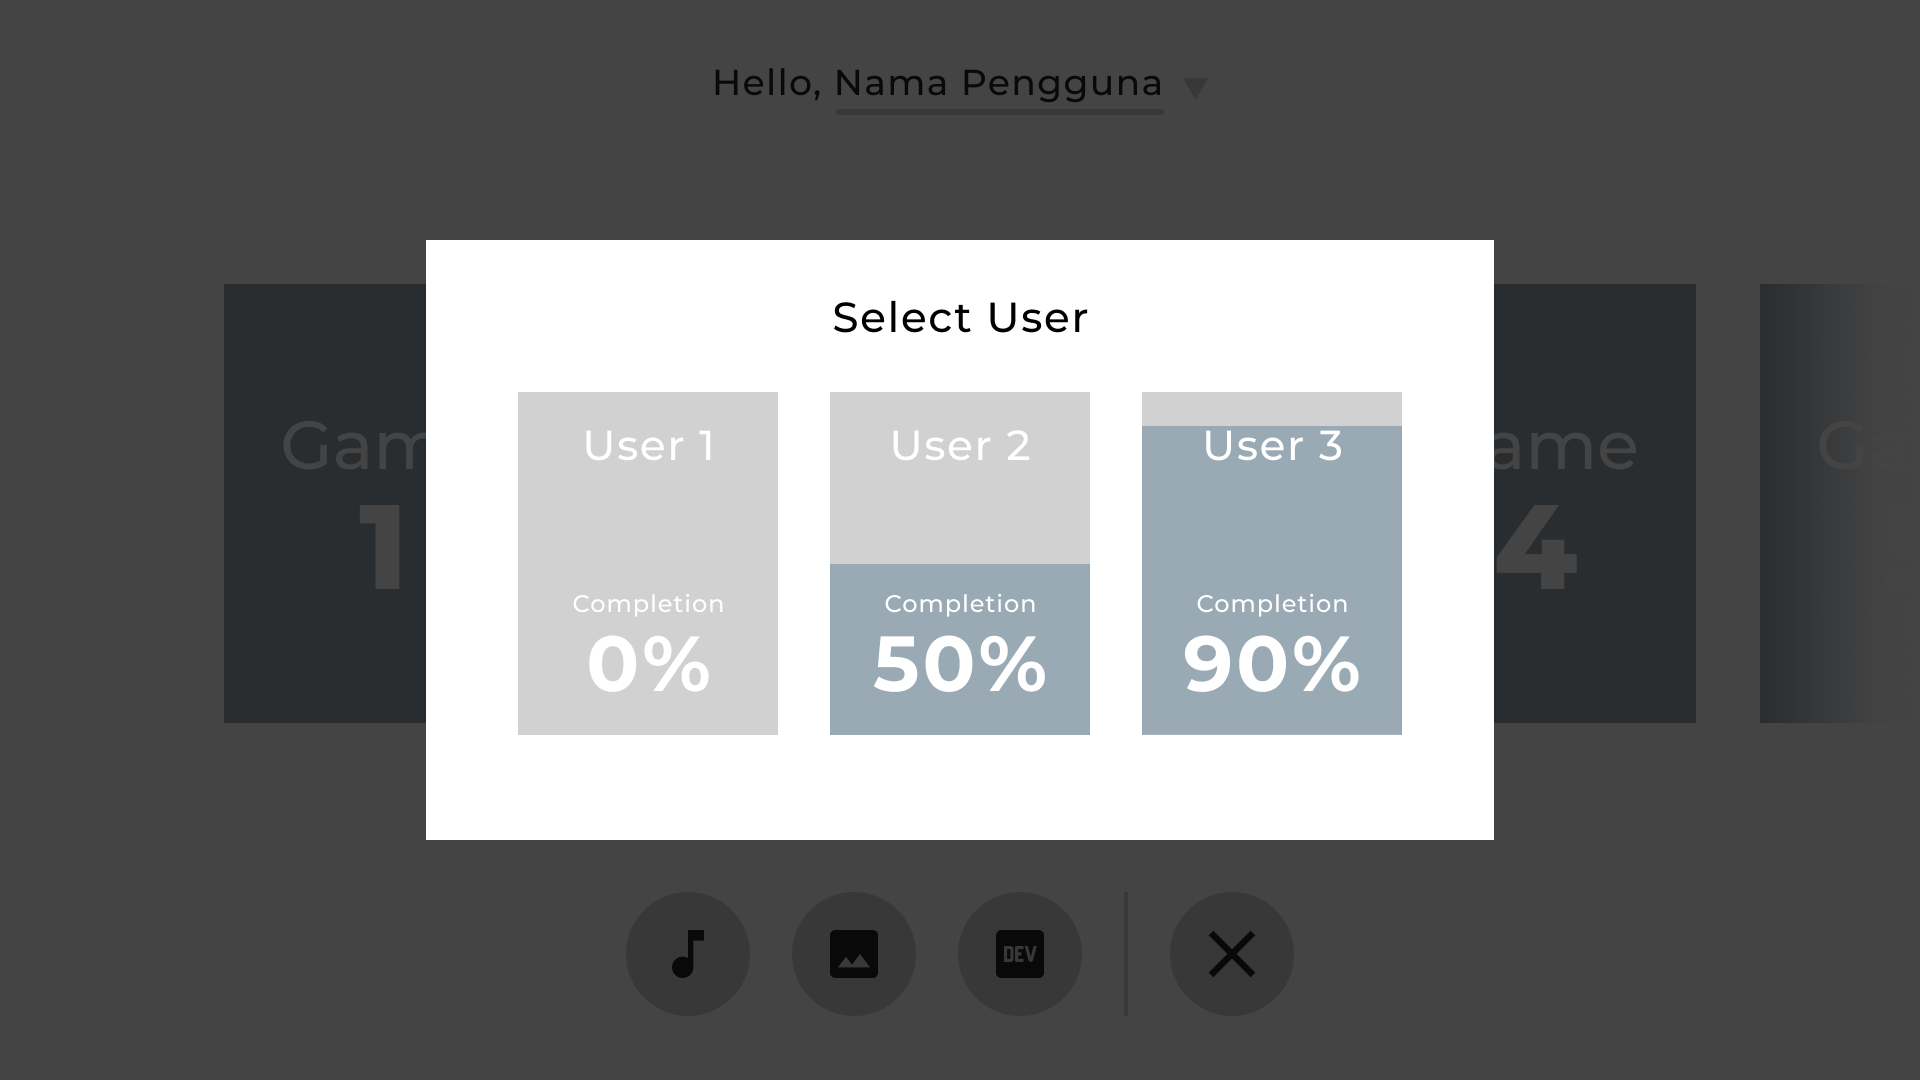 Hello, Nama Pengguna
Select User
User 1
Completion
0%
User 2
Completion
50%
User 3
Completion
90%
Gam
1
ame
4
Ga
DEV